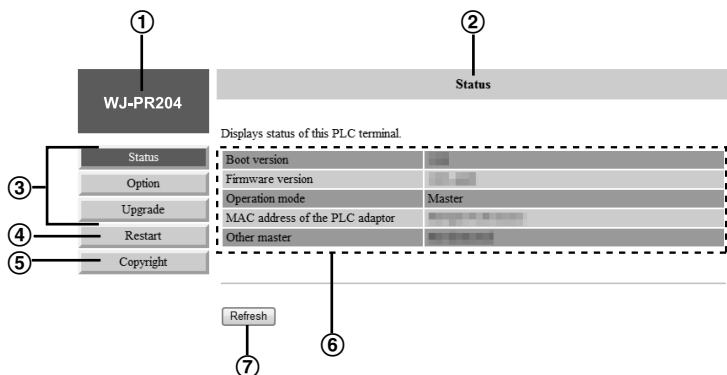 ① ②
WJ-PR204
Status
Displays status of this PLC terminal.
③
Status
Option
Upgrade
④ Restart
⑤ Copyright
Boot version
Firmware version
Operation mode Master
MAC address of the PLC adaptor
Other master
Refresh
⑥
⑦